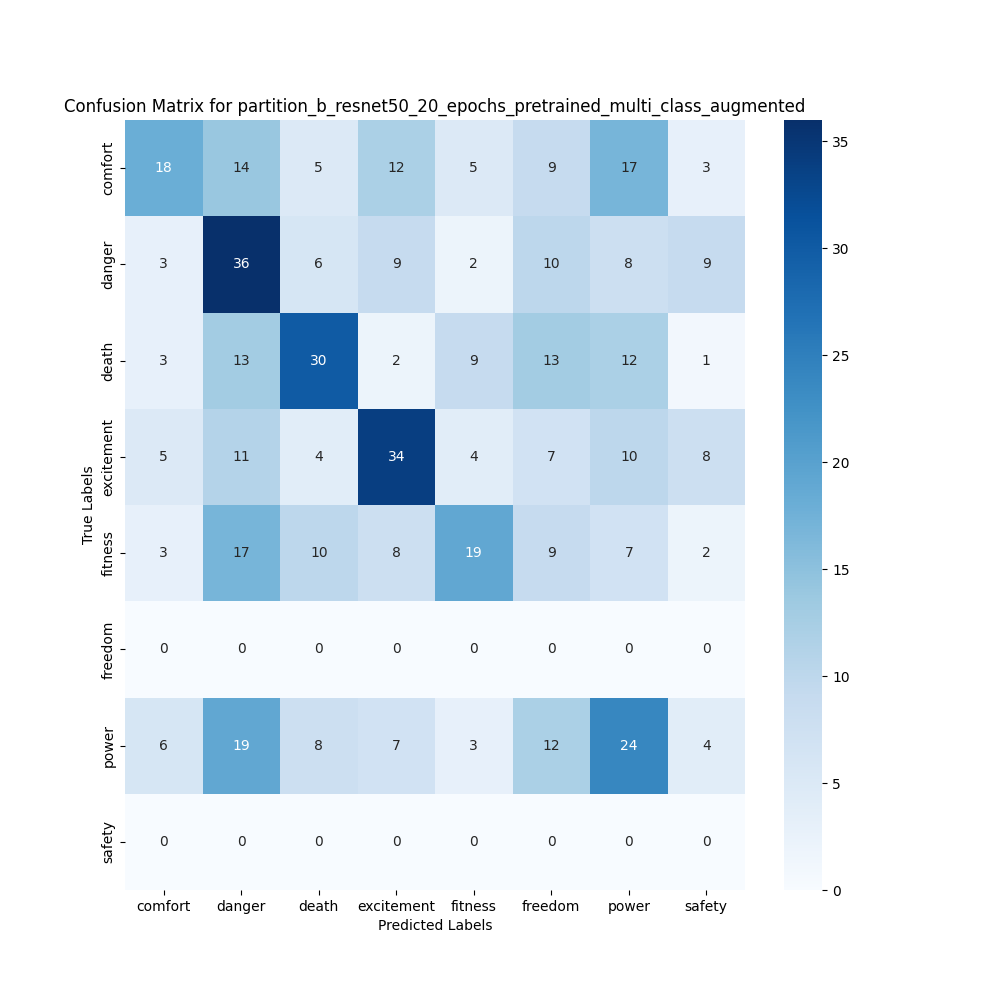 Confusion Matrix for partition_b_resnet50_20_epochs_pretrained_multi_class_augmented
True Labels
comfort 18 14 5 12 5 9 17 3
danger 3 36 6 9 2 10 8 9
death 3 13 30 2 9 13 12 1
excitement 5 11 4 34 4 7 10 8
fitness 3 17 10 8 19 9 7 2
freedom 0 0 0 0 0 0 0 0
power 6 19 8 7 3 12 24 4
safety 0 0 0 0 0 0 0 0
comfort danger death excitement fitness freedom power safety
Predicted Labels
35
30
25
20
15
10
5
0